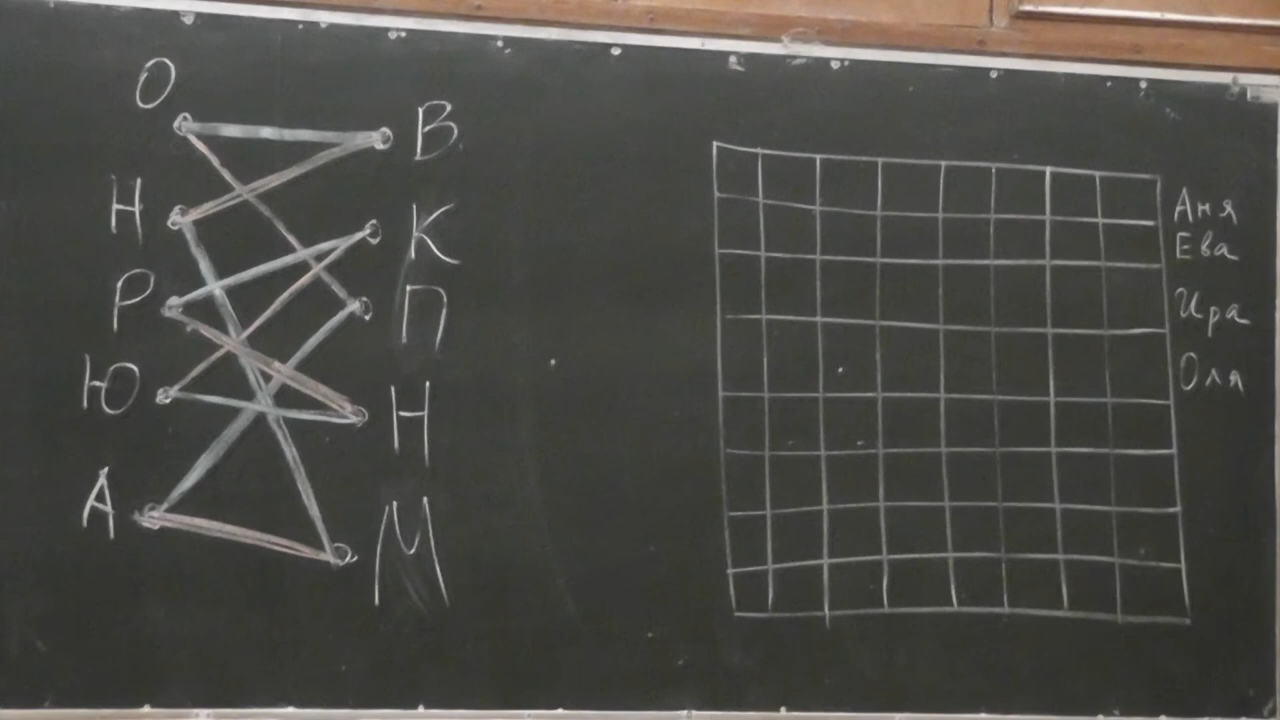 О
В
Н
К
Р
П
Ю
Н
А
М
Аня
Ева
Ира
Оля